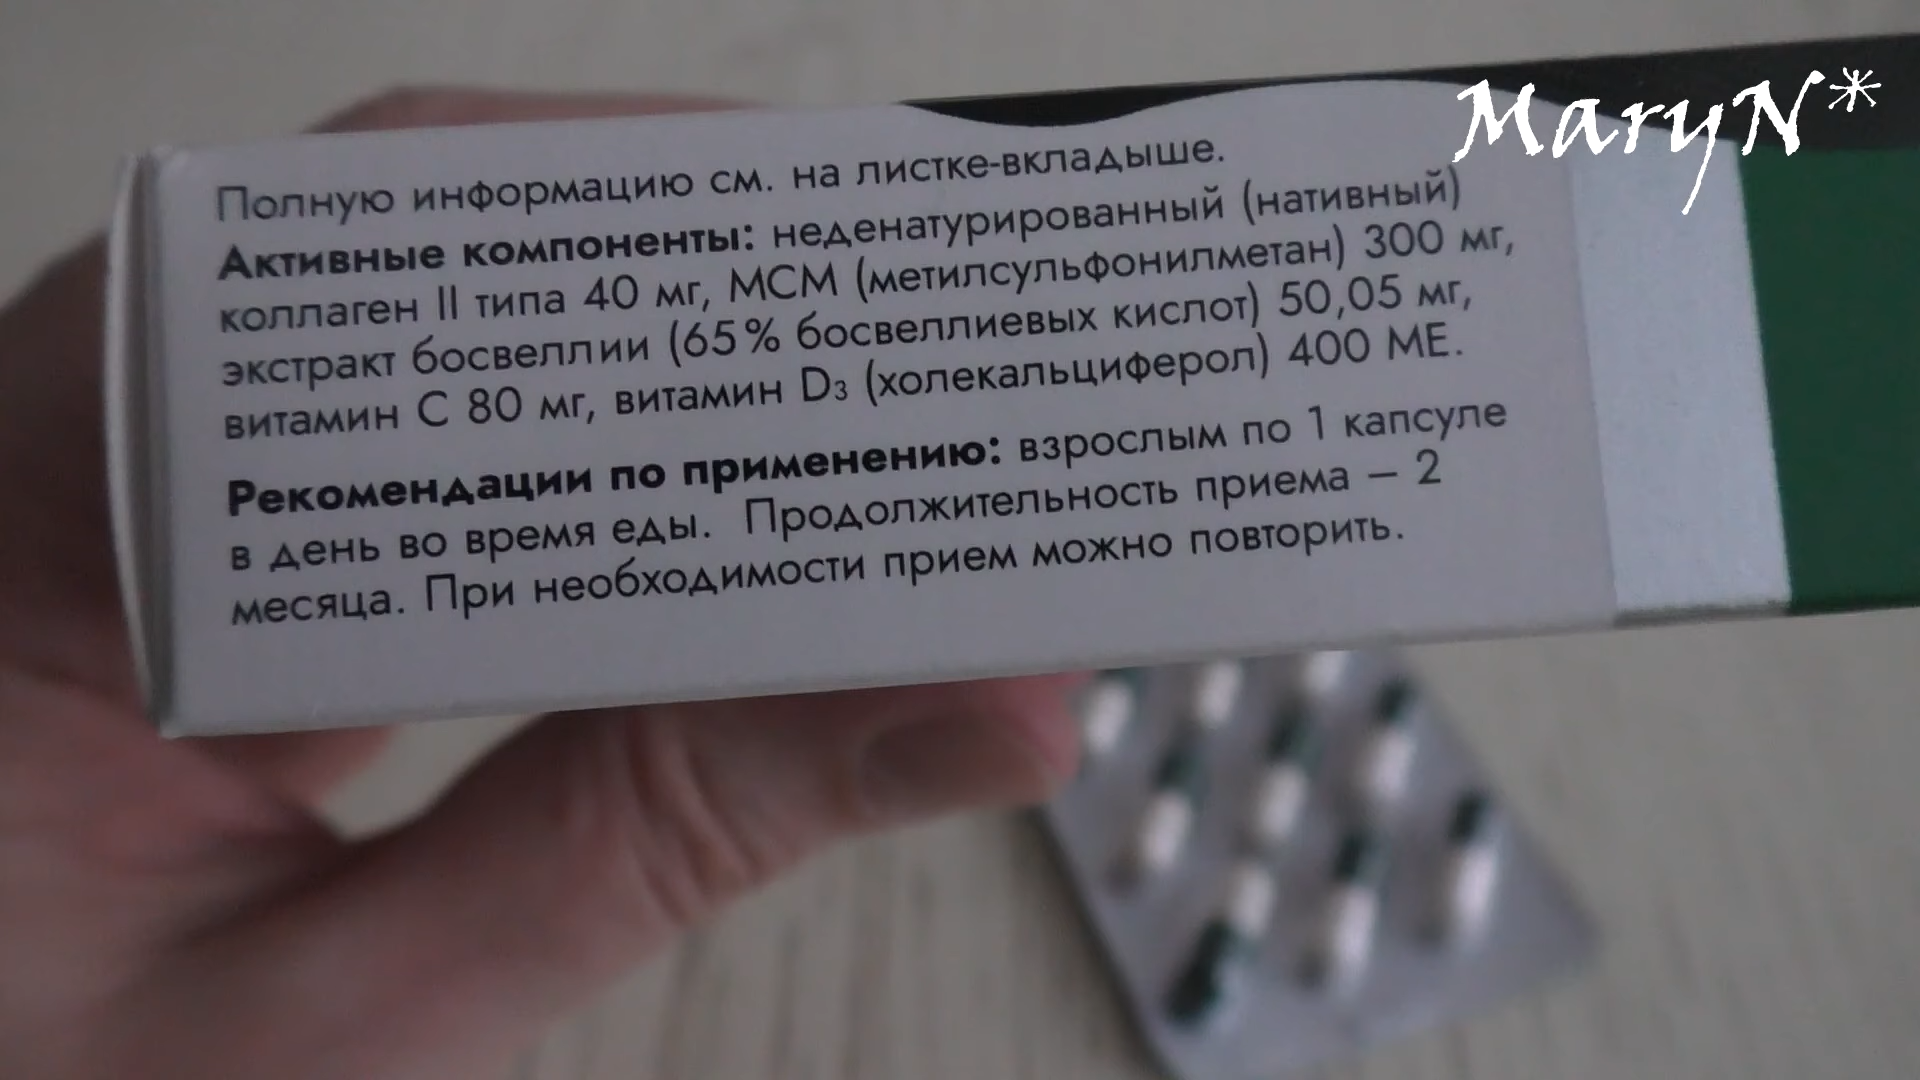 MaryN*
Полную информацию см. на листке-вкладыше.
Активные компоненты: неденатурированный (нативный)
коллаген II типа 40 мг, МСМ (метилсульфонилметан) 300 мг,
экстракт босвеллии (65% босвеллиевых кислот) 50,05 мг,
витамин С 80 мг, витамин D₃ (холекальциферол) 400 МЕ.
Рекомендации по применению: взрослым по 1 капсуле
в день во время еды. Продолжительность приема – 2
месяца. При необходимости прием можно повторить.